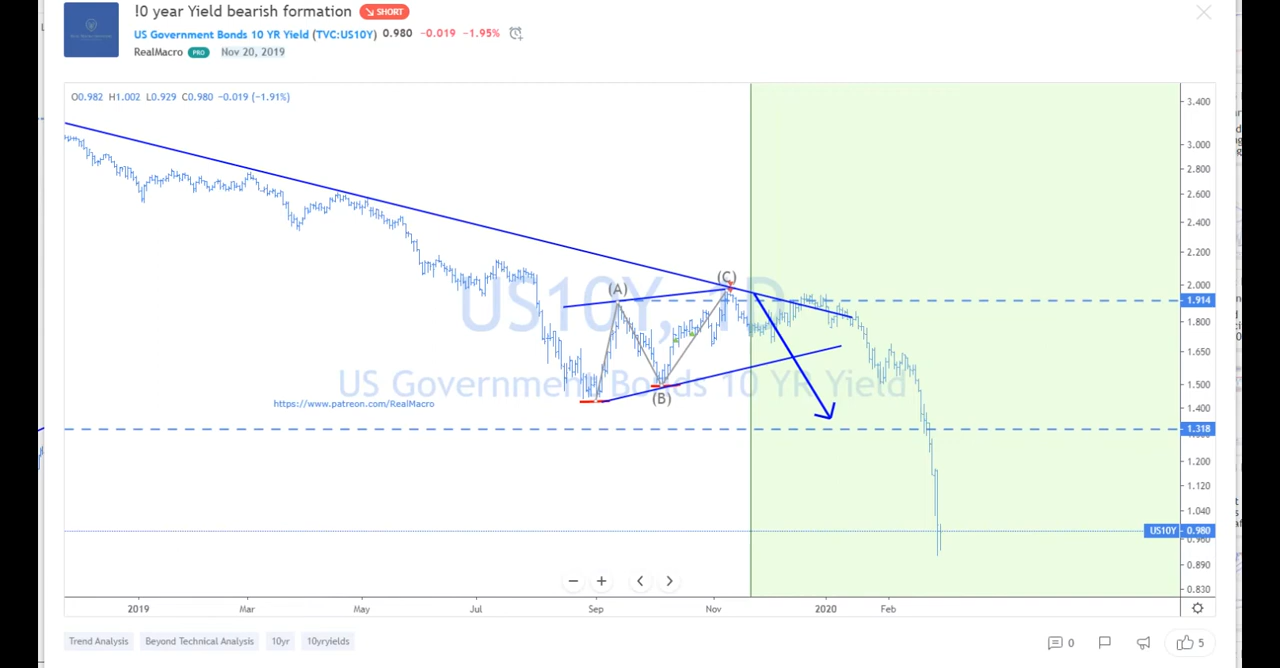 !0 year Yield bearish formation SHORT
US Government Bonds 10 YR Yield (TVC:US10Y) 0.980 −0.019 −1.95%
RealMacro PRO Nov 20, 2019
O0.982 H1.002 L0.929 C0.980 −0.019 (−1.91%)
3.400
3.000
2.800
2.600
2.400
2.200
2.000
1.914
1.800
1.650
1.500
1.400
1.318
1.200
1.120
1.040
US10Y 0.980
0.960
0.890
0.830
(A)
(C)
(B)
US10Y, 1D
US Government Bonds 10 YR Yield
https://www.patreon.com/RealMacro
2019 Mar May Jul Sep Nov 2020 Feb
Trend Analysis Beyond Technical Analysis 10yr 10yryields
0 5